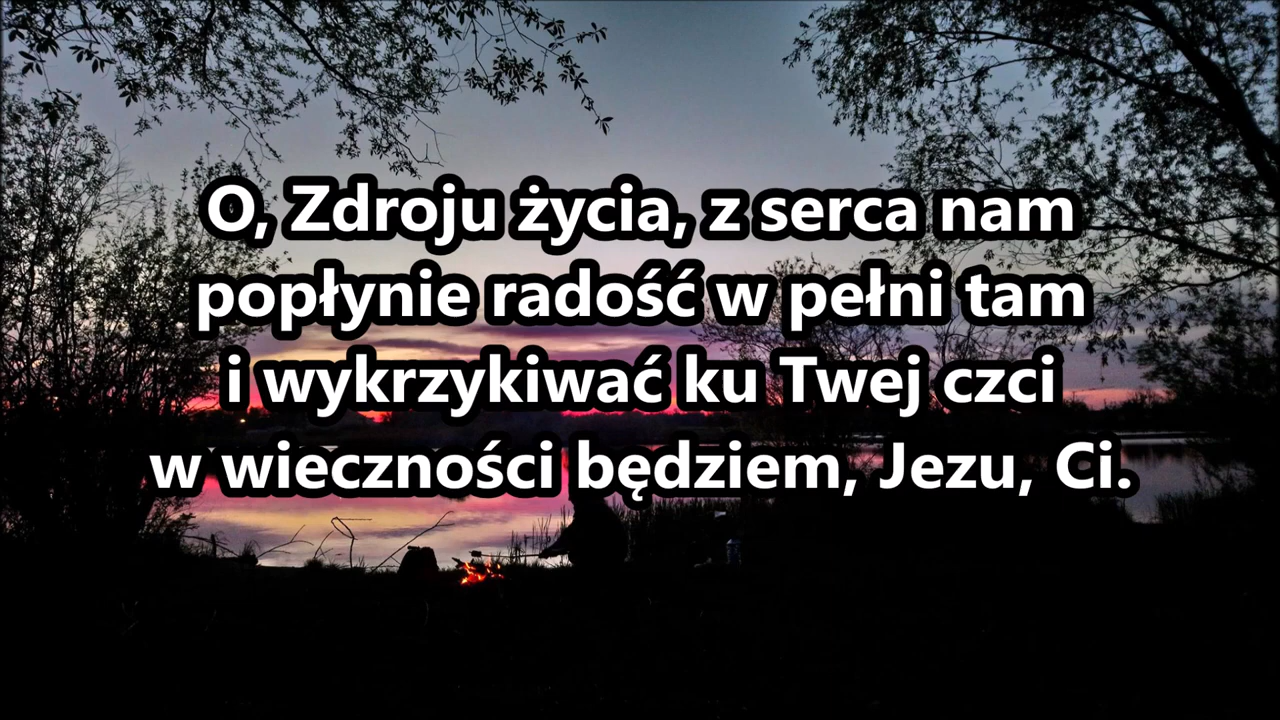 O, Zdroju życia, z serca nam
popłynie radość w pełni tam
i wykrzykiwać ku Twej czci
w wieczności będziem, Jezu, Ci.